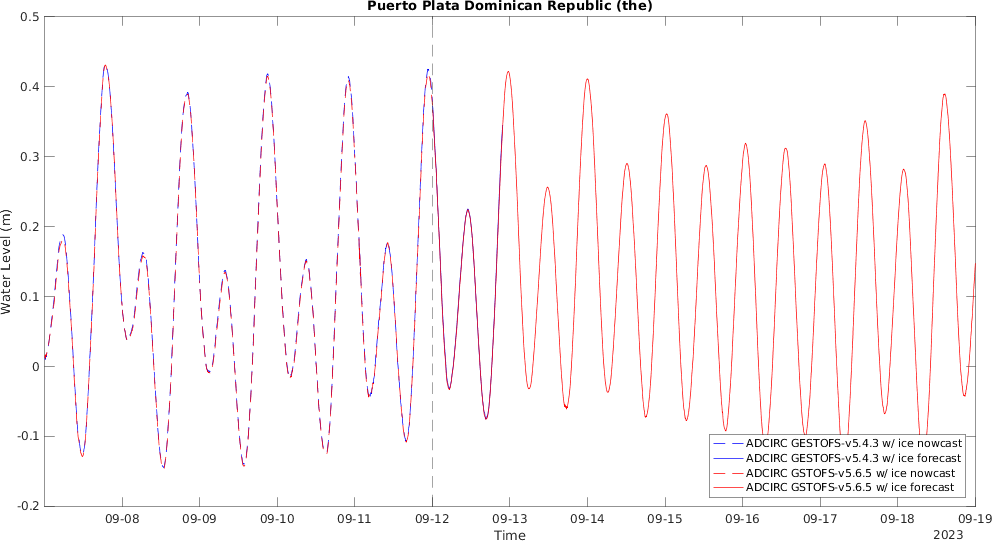 Puerto Plata Dominican Republic (the)
0.5
0.4
0.3
0.2
0.1
0
-0.1
-0.2
Water Level (m)
ADCIRC GESTOFS-v5.4.3 w/ ice nowcast
ADCIRC GESTOFS-v5.4.3 w/ ice forecast
ADCIRC GSTOFS-v5.6.5 w/ ice nowcast
ADCIRC GSTOFS-v5.6.5 w/ ice forecast
09-08 09-09 09-10 09-11 09-12 09-13 09-14 09-15 09-16 09-17 09-18 09-19
Time
2023